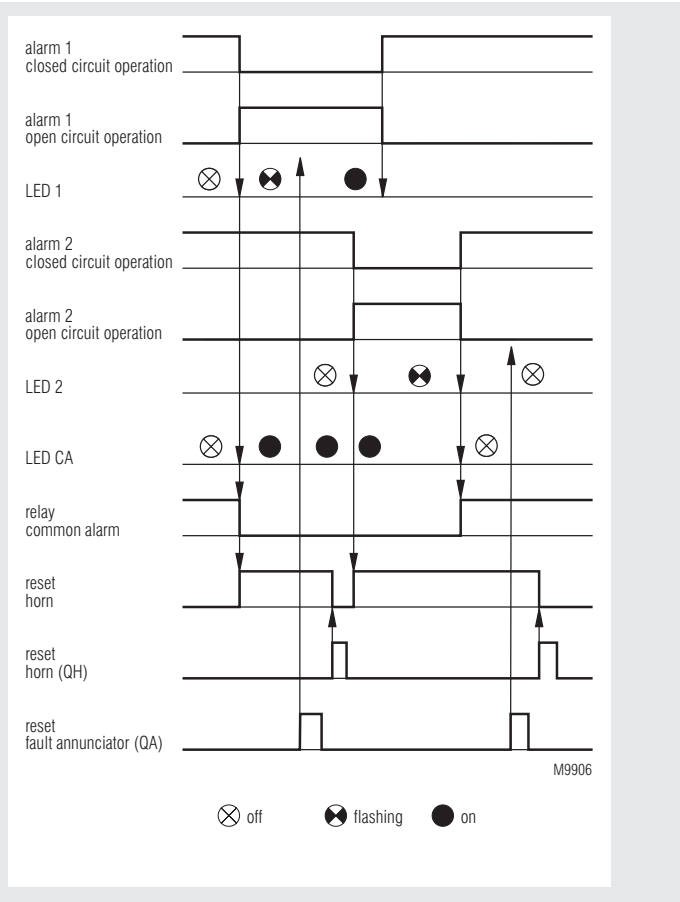 alarm 1
closed circuit operation
alarm 1
open circuit operation
LED 1
alarm 2
closed circuit operation
alarm 2
open circuit operation
LED 2
LED CA
relay
common alarm
reset
horn
reset
horn (QH)
reset
fault annunciator (QA)
M9906
off
flashing
on